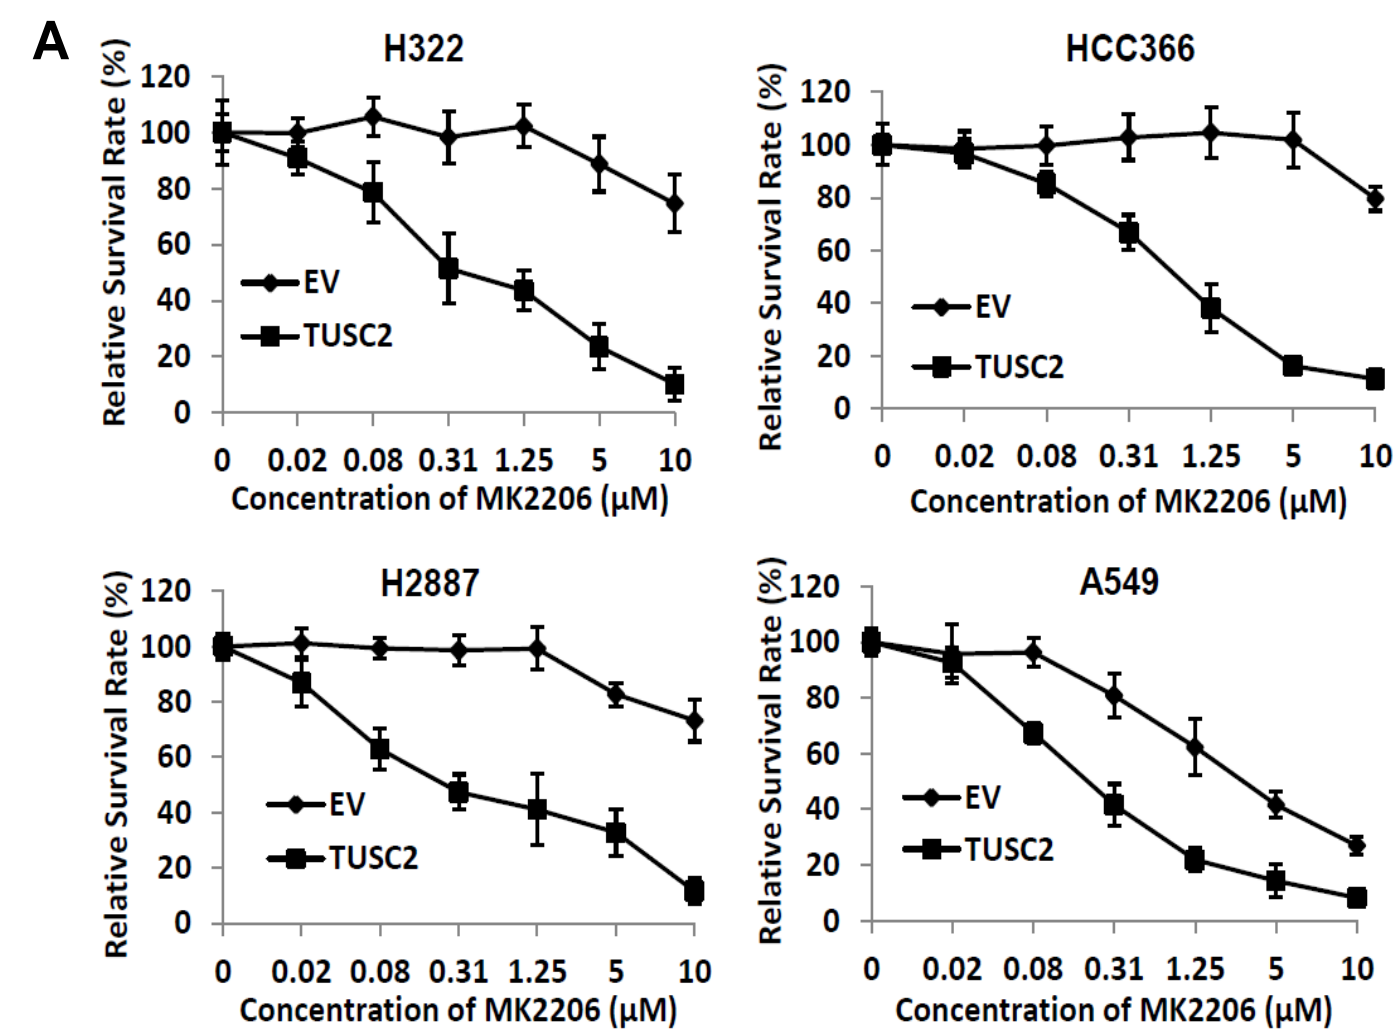 A
H322
Relative Survival Rate (%)
120
100
80
60
40
20
0
EV
TUSC2
0 0.02 0.08 0.31 1.25 5 10
Concentration of MK2206 (µM)
HCC366
Relative Survival Rate (%)
120
100
80
60
40
20
0
EV
TUSC2
0 0.02 0.08 0.31 1.25 5 10
Concentration of MK2206 (µM)
H2887
Relative Survival Rate (%)
120
100
80
60
40
20
0
EV
TUSC2
0 0.02 0.08 0.31 1.25 5 10
Concentration of MK2206 (µM)
A549
Relative Survival Rate (%)
120
100
80
60
40
20
0
EV
TUSC2
0 0.02 0.08 0.31 1.25 5 10
Concentration of MK2206 (µM)